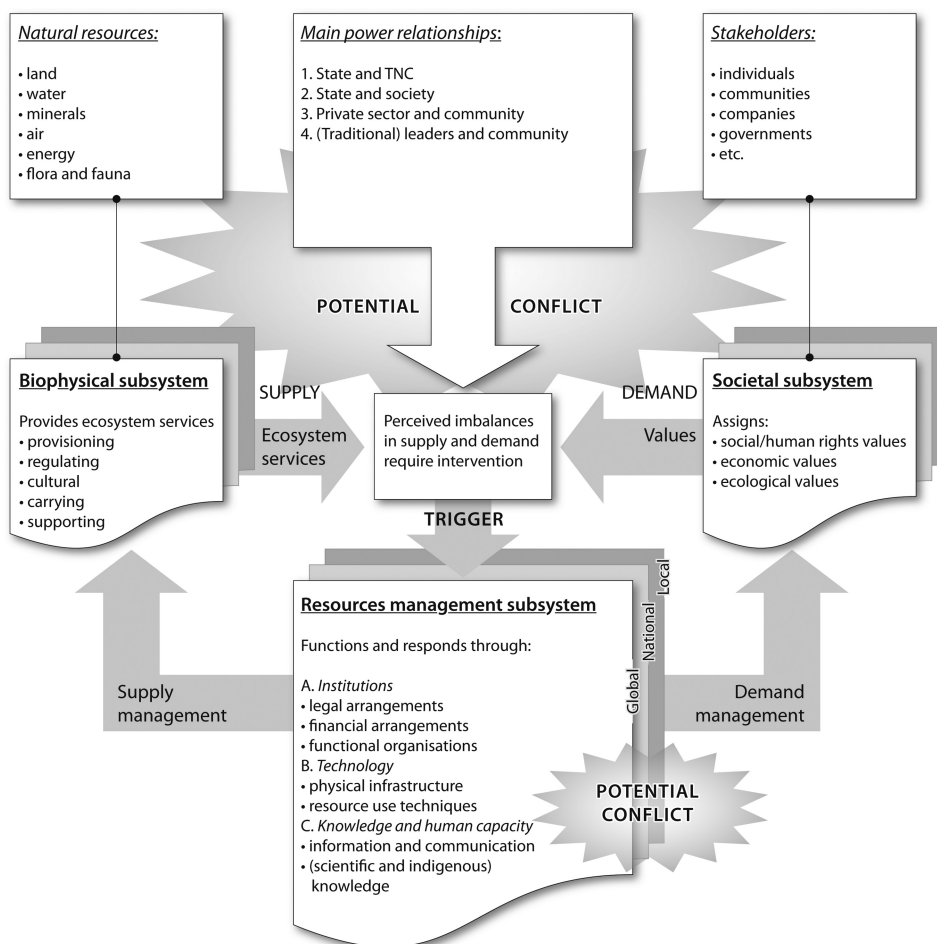 Natural resources:
• land
• water
• minerals
• air
• energy
• flora and fauna
Main power relationships:
1. State and TNC
2. State and society
3. Private sector and community
4. (Traditional) leaders and community
Stakeholders:
• individuals
• communities
• companies
• governments
• etc.
POTENTIAL CONFLICT
Biophysical subsystem
Provides ecosystem services
• provisioning
• regulating
• cultural
• carrying
• supporting
SUPPLY
Ecosystem
services
Perceived imbalances
in supply and demand
require intervention
DEMAND
Values
Societal subsystem
Assigns:
• social/human rights values
• economic values
• ecological values
TRIGGER
Resources management subsystem
Functions and responds through:
A. Institutions
• legal arrangements
• financial arrangements
• functional organisations
B. Technology
• physical infrastructure
• resource use techniques
C. Knowledge and human capacity
• information and communication
• (scientific and indigenous)
knowledge
Global
National
Local
Supply
management
Demand
management
POTENTIAL
CONFLICT